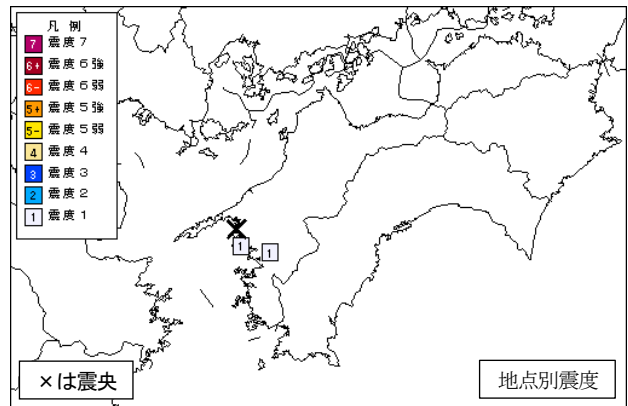 凡 例
7 震度７
6+ 震度６強
6- 震度６弱
5+ 震度５強
5- 震度５弱
4 震度４
3 震度３
2 震度２
1 震度１
1
1
×は震央
地点別震度